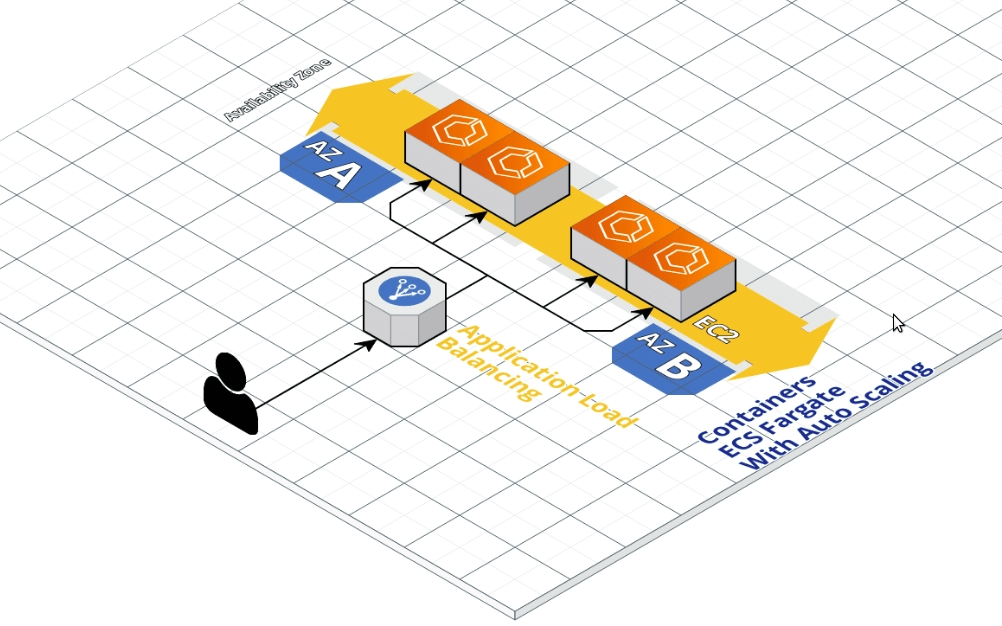 Availability Zone
AZ A
EC2
AZ B
Application Load
Balancing
Containers
ECS Fargate
With Auto Scaling